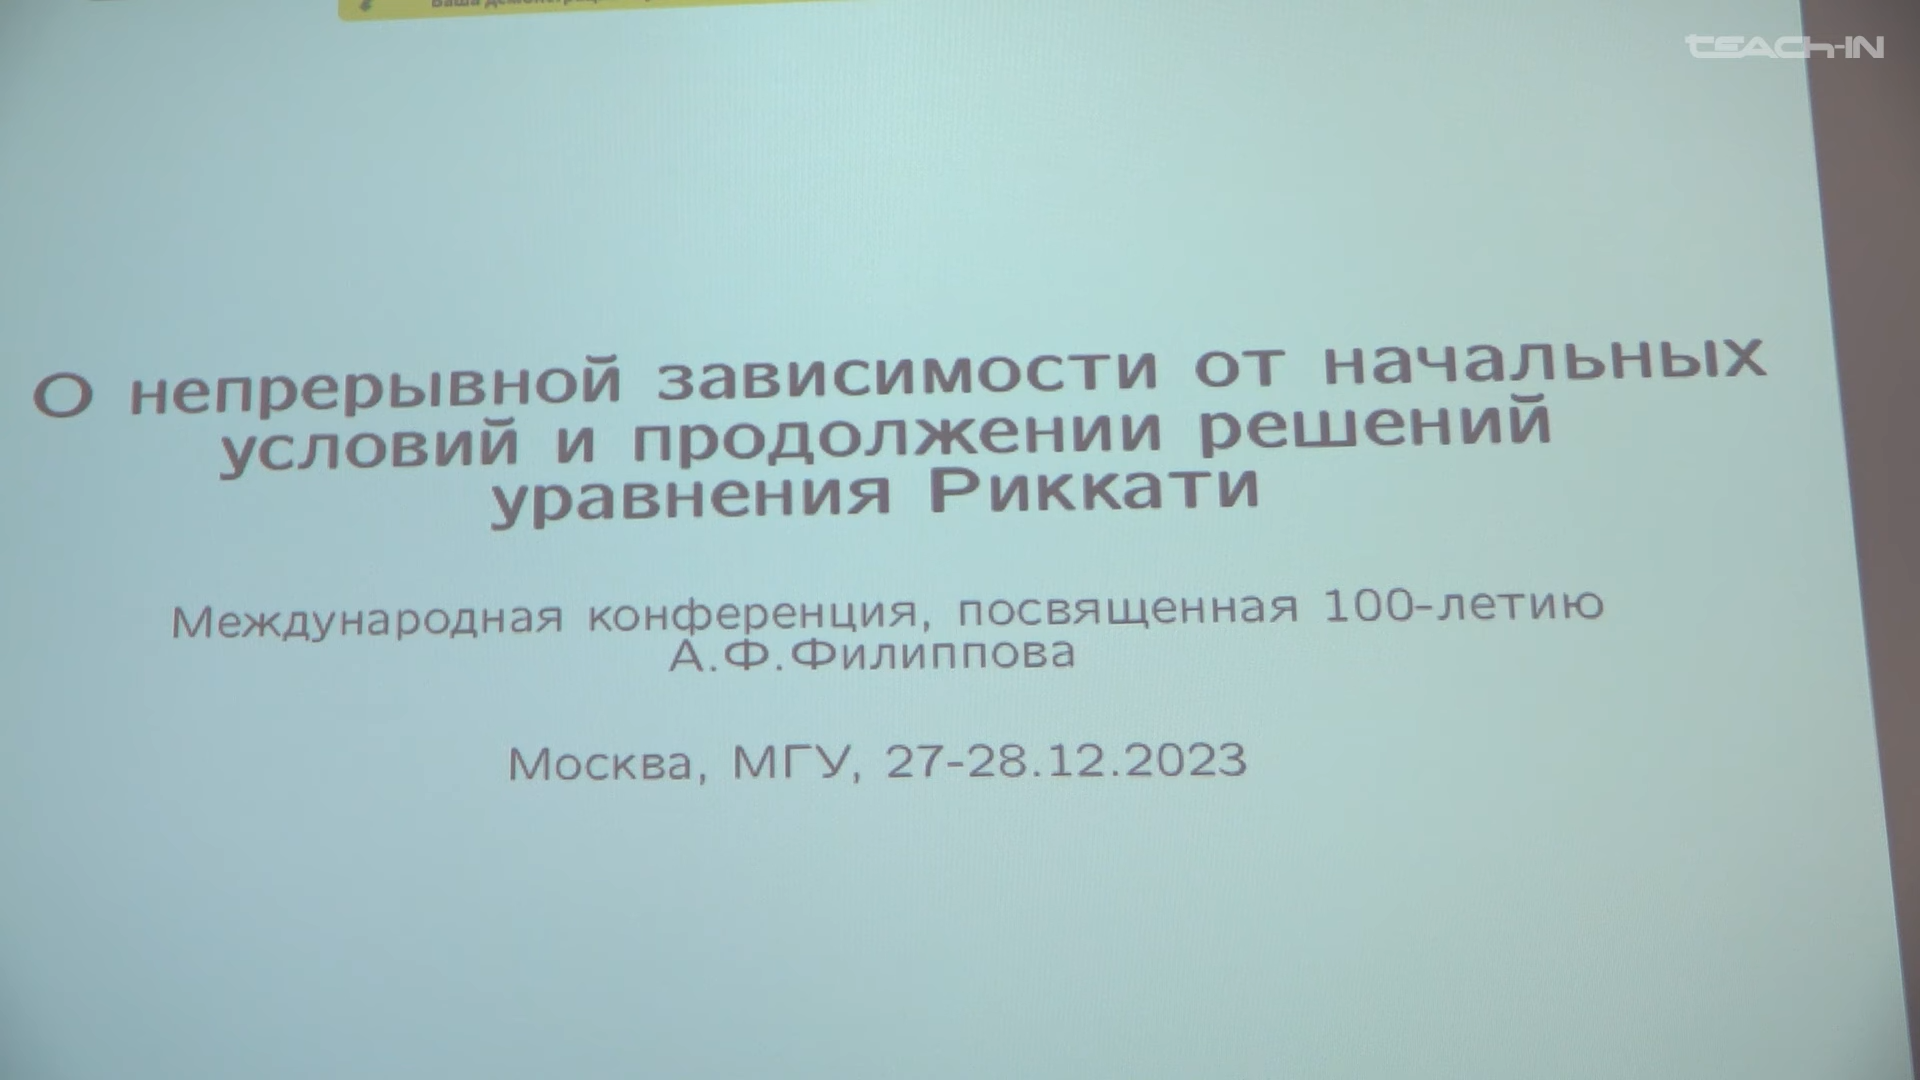 Ваша
teach-in
О непрерывной зависимости от начальных
условий и продолжении решений
уравнения Риккати
Международная конференция, посвященная 100-летию
А.Ф.Филиппова
Москва, МГУ, 27-28.12.2023